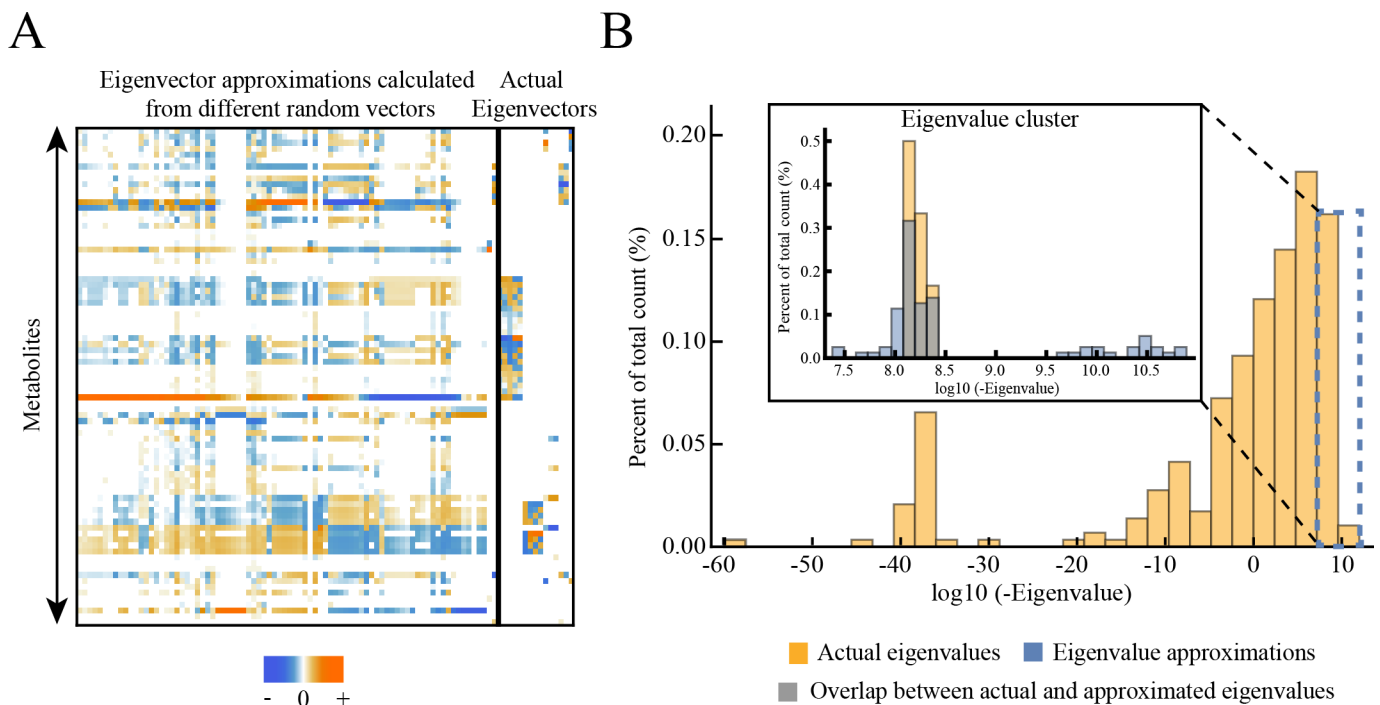 A
Eigenvector approximations calculated
from different random vectors
Actual
Eigenvectors
Metabolites
- 0 +
B
Percent of total count (%)
0.20
0.15
0.10
0.05
0.00
-60 -50 -40 -30 -20 -10 0 10
log10 (-Eigenvalue)
Eigenvalue cluster
Percent of total count (%)
0.5
0.4
0.3
0.2
0.1
0.0
7.5 8.0 8.5 9.0 9.5 10.0 10.5
log10 (-Eigenvalue)
Actual eigenvalues
Eigenvalue approximations
Overlap between actual and approximated eigenvalues